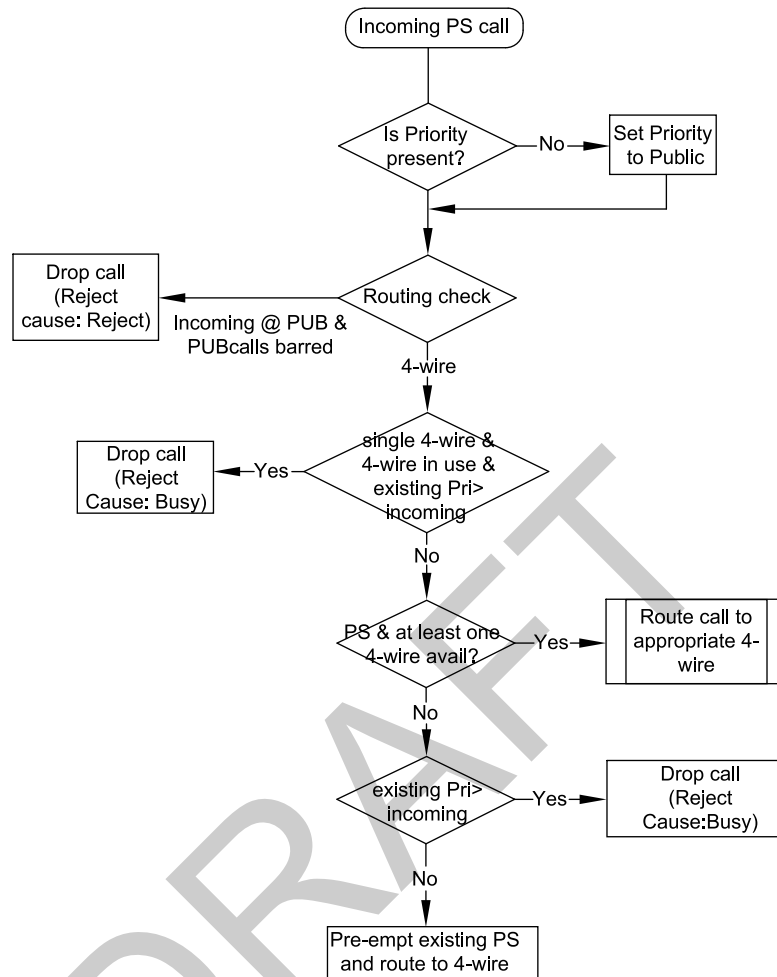 Incoming PS call
Is Priority
present?
No
Set Priority
to Public
Drop call
(Reject
cause: Reject)
Incoming @ PUB &
PUBcalls barred
Routing check
4-wire
single 4-wire &
4-wire in use &
existing Pri>
incoming
Yes
Drop call
(Reject
Cause: Busy)
No
PS & at least one
4-wire avail?
Yes
Route call to
appropriate 4-
wire
No
existing Pri>
incoming
Yes
Drop call
(Reject
Cause:Busy)
No
Pre-empt existing PS
and route to 4-wire
DRAFT